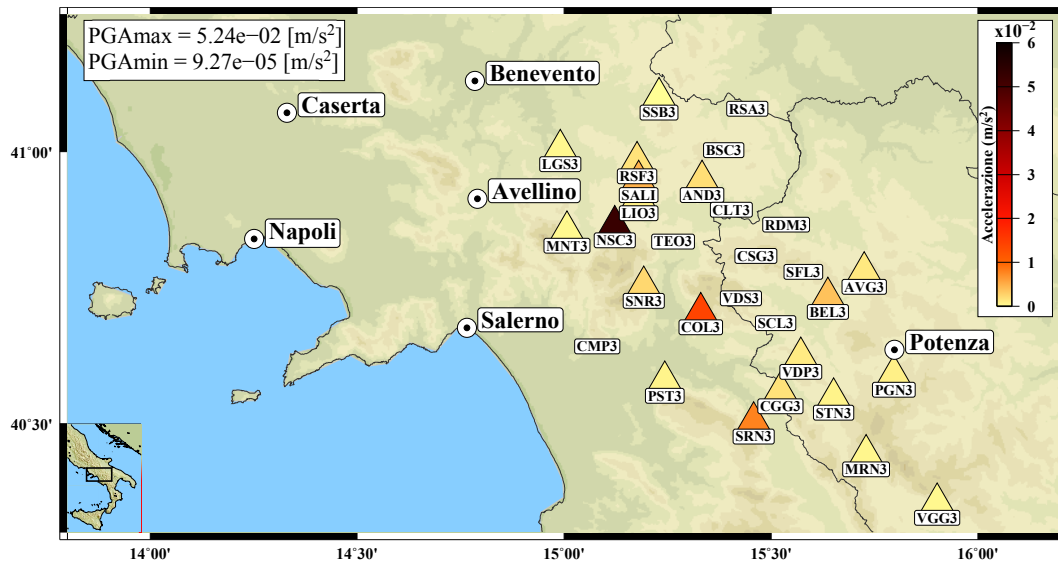 PGAmax = 5.24e−02 [m/s²]
PGAmin = 9.27e−05 [m/s²]
x10⁻²
6
5
4
3
2
1
0
Accelerazione (m/s²)
Benevento
Caserta
SSB3
RSA3
41°00'
LGS3
BSC3
RSF3
SALI
AND3
Avellino
LIO3
CLT3
RDM3
Napoli
MNT3
NSC3
TEO3
CSG3
SFL3
AVG3
SNR3
VDS3
BEL3
Salerno
COL3
SCL3
CMP3
Potenza
VDP3
PST3
PGN3
CGG3
STN3
40°30'
SRN3
MRN3
VGG3
14°00'
14°30'
15°00'
15°30'
16°00'